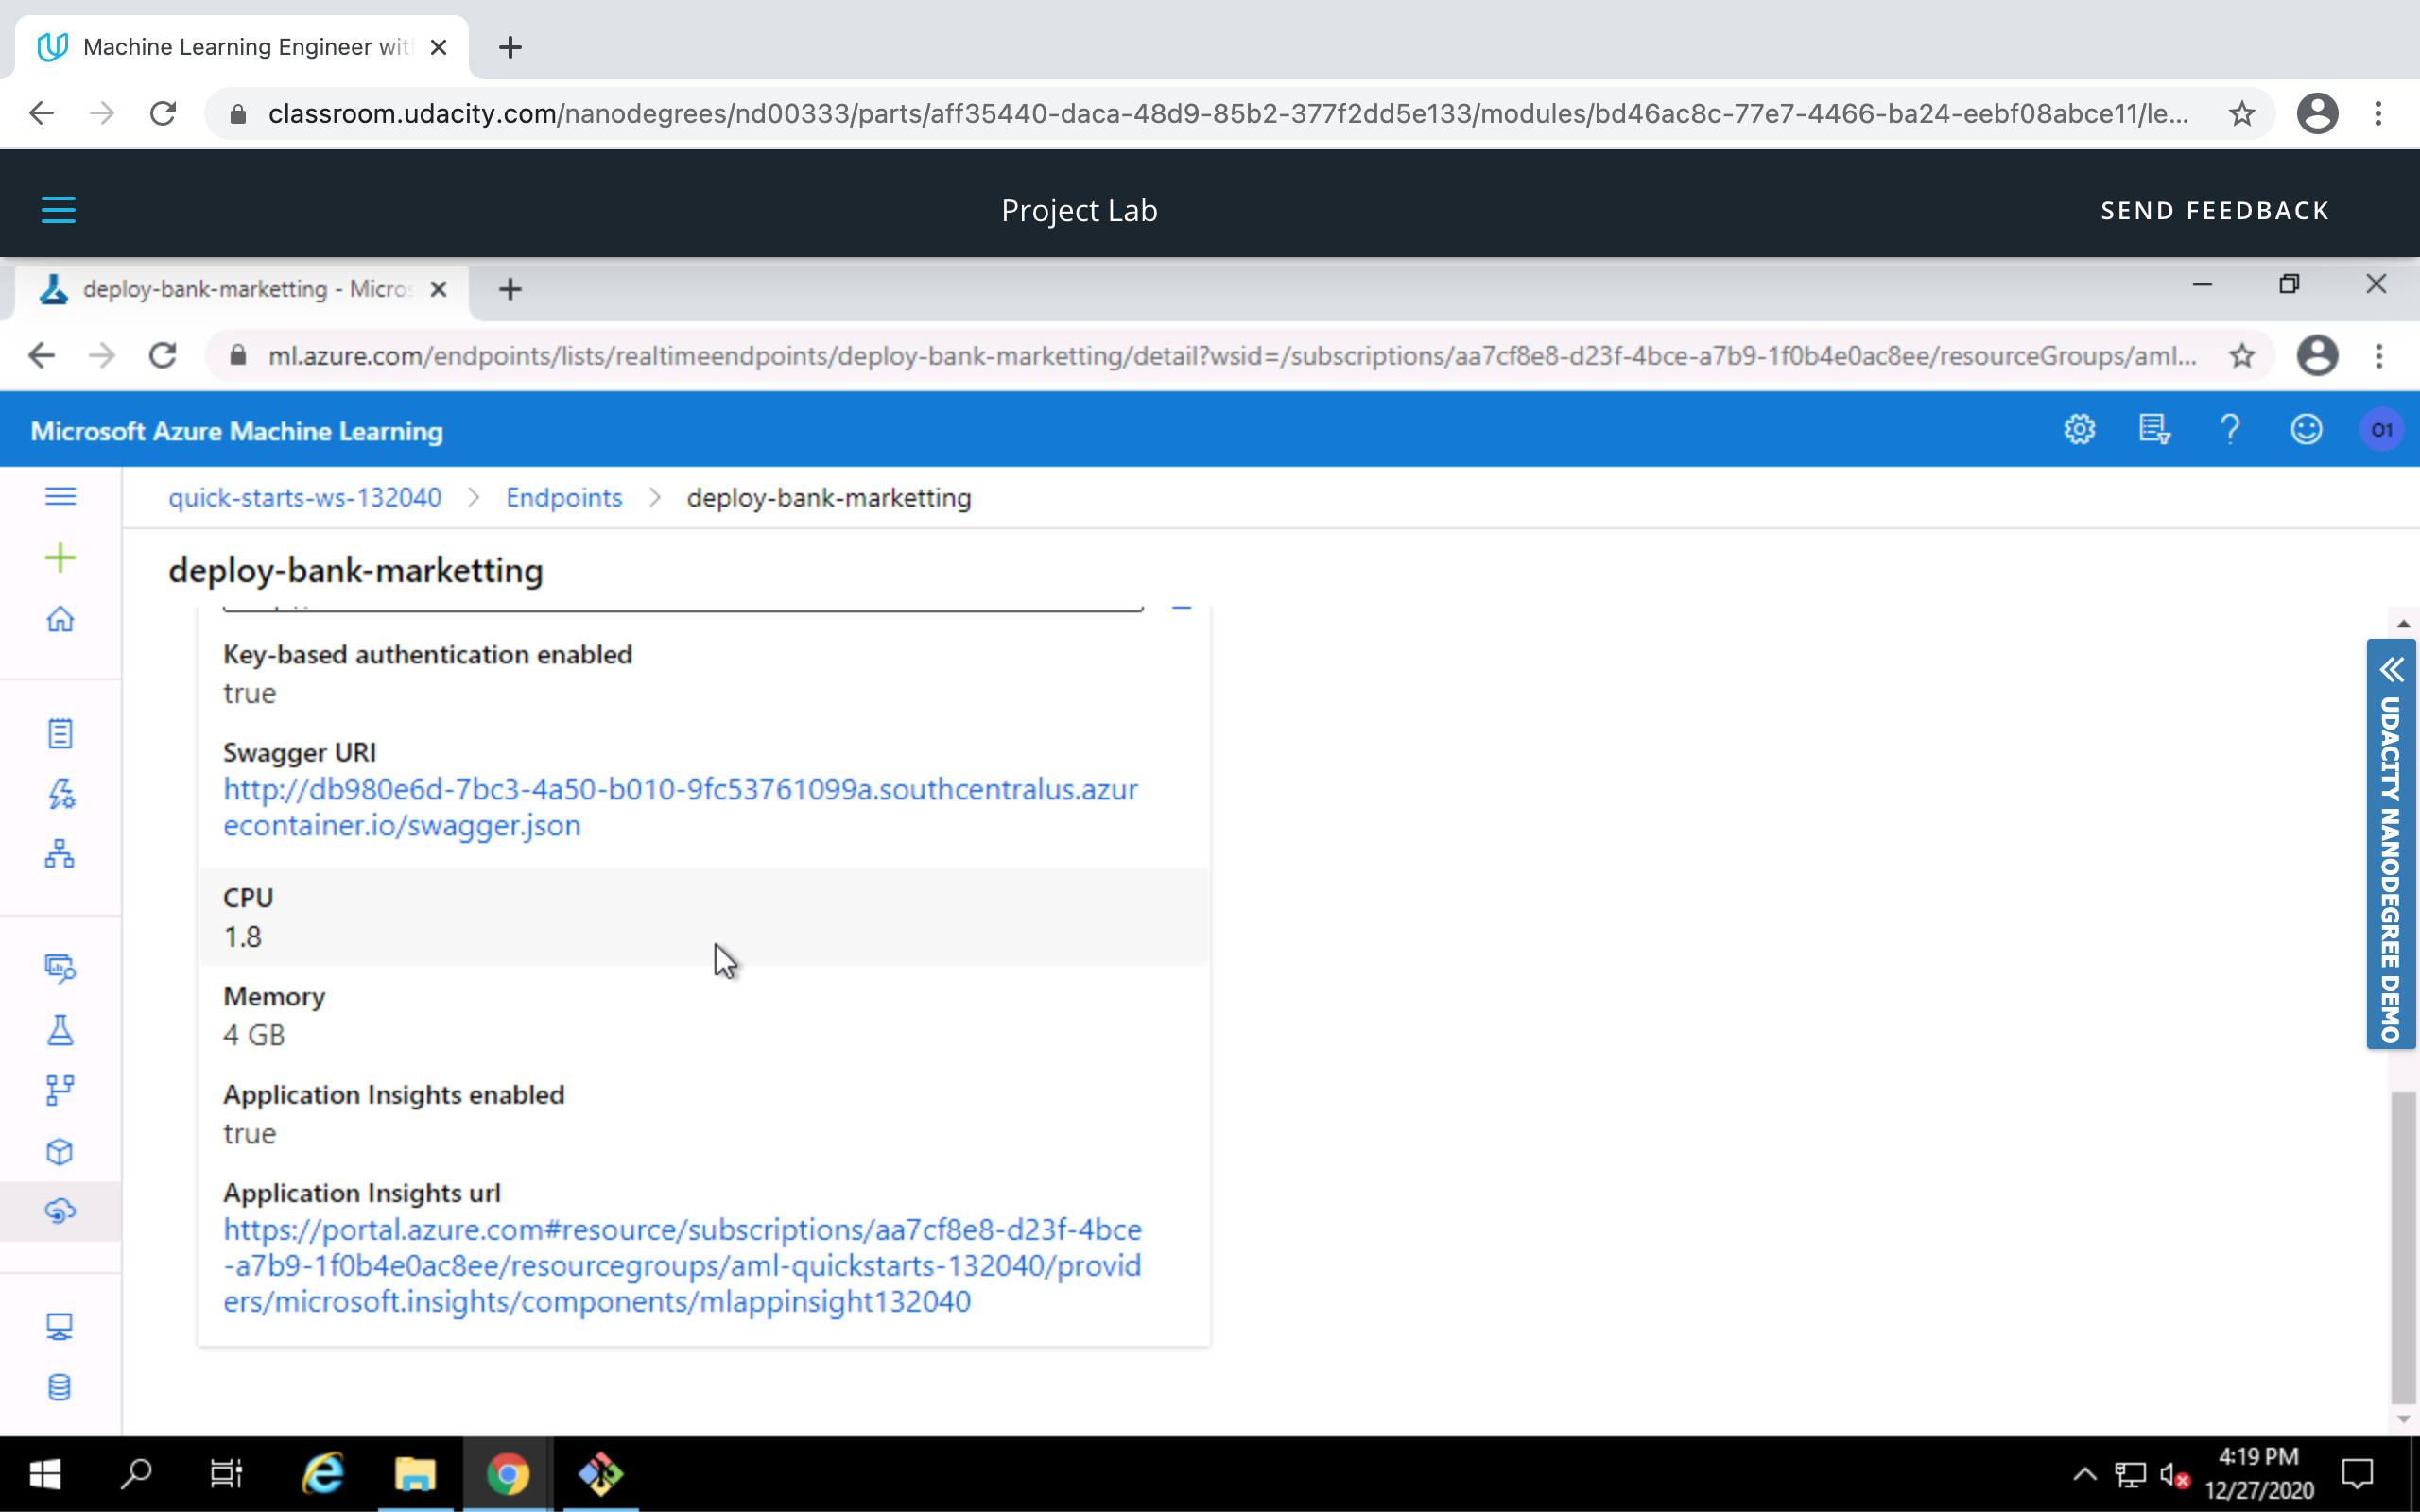 Machine Learning Engineer wit
classroom.udacity.com/nanodegrees/nd00333/parts/aff35440-daca-48d9-85b2-377f2dd5e133/modules/bd46ac8c-77e7-4466-ba24-eebf08abce11/le...
Project Lab
SEND FEEDBACK
deploy-bank-marketting - Micros
ml.azure.com/endpoints/lists/realtimeendpoints/deploy-bank-marketting/detail?wsid=/subscriptions/aa7cf8e8-d23f-4bce-a7b9-1f0b4e0ac8ee/resourceGroups/aml...
Microsoft Azure Machine Learning
01
quick-starts-ws-132040 > Endpoints > deploy-bank-marketting
deploy-bank-marketting
Key-based authentication enabled
true
Swagger URI
http://db980e6d-7bc3-4a50-b010-9fc53761099a.southcentralus.azur
econtainer.io/swagger.json
CPU
1.8
Memory
4 GB
Application Insights enabled
true
Application Insights url
https://portal.azure.com#resource/subscriptions/aa7cf8e8-d23f-4bce
-a7b9-1f0b4e0ac8ee/resourcegroups/aml-quickstarts-132040/provid
ers/microsoft.insights/components/mlappinsight132040
UDACITY NANODEGREE DEMO
4:19 PM
12/27/2020